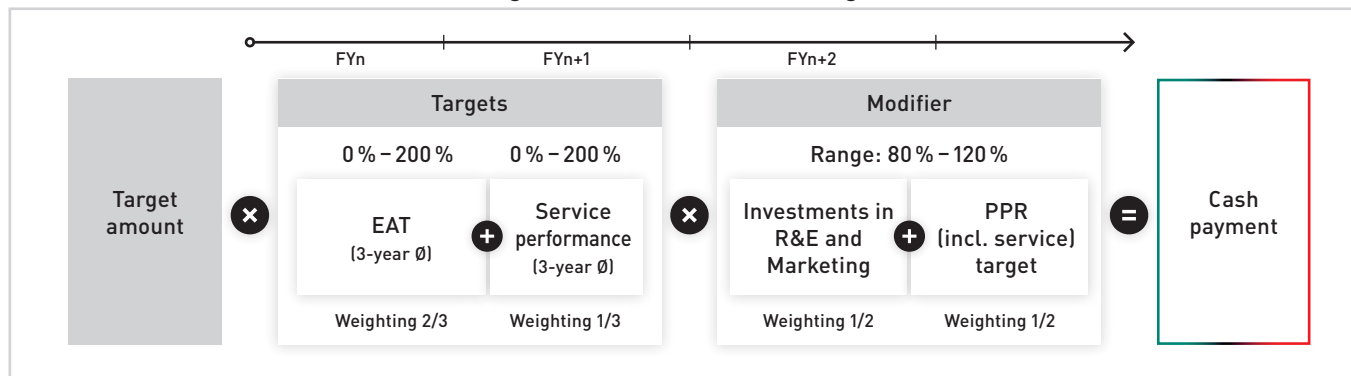 FYn
FYn+1
FYn+2
Target
amount
×
Targets
0 % – 200 %
0 % – 200 %
EAT
(3-year Ø)
+
Service
performance
(3-year Ø)
Weighting 2/3
Weighting 1/3
×
Modifier
Range: 80 % – 120 %
Investments in
R&E and
Marketing
+
PPR
(incl. service)
target
Weighting 1/2
Weighting 1/2
=
Cash
payment